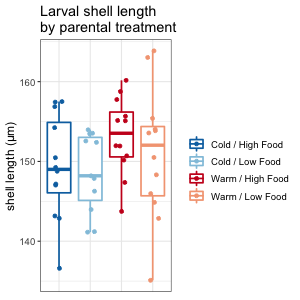 Larval shell length
by parental treatment
shell length (µm)
160
150
140
Cold / High Food
Cold / Low Food
Warm / High Food
Warm / Low Food